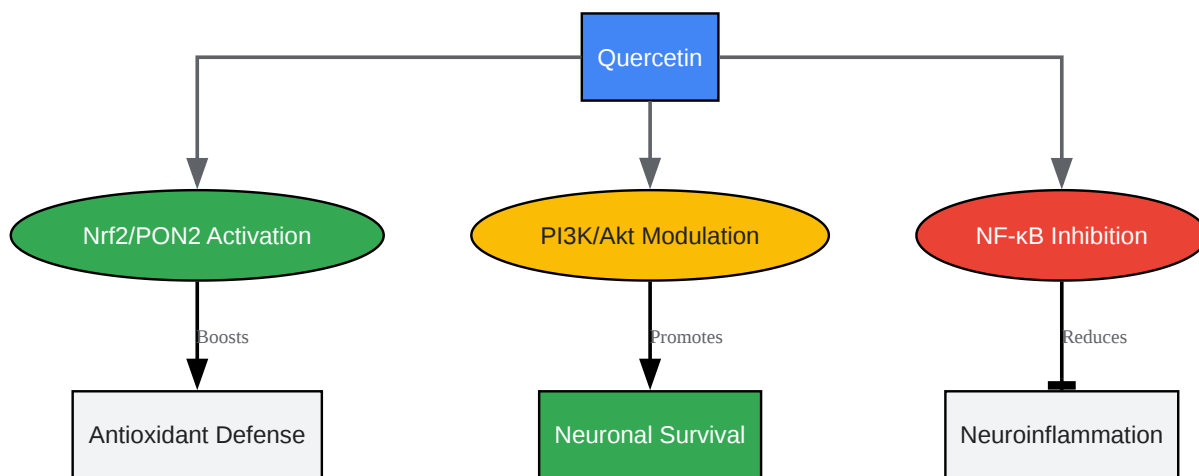 Quercetin
Nrf2/PON2 Activation
PI3K/Akt Modulation
NF-κB Inhibition
Boosts
Promotes
Reduces
Antioxidant Defense
Neuronal Survival
Neuroinflammation